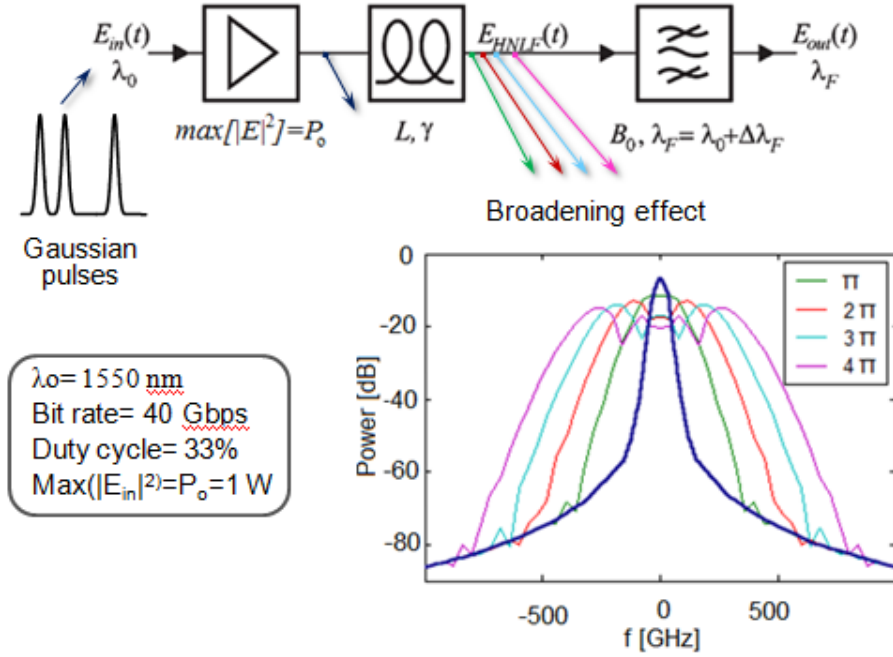 E_in(t)
λ_0
max[|E|²]=P_o
E_HNLF(t)
L, γ
E_out(t)
λ_F
B_0, λ_F = λ_0+Δλ_F
Gaussian
pulses
Broadening effect
λo= 1550 nm
Bit rate= 40 Gbps
Duty cycle= 33%
Max(|E_in|²⁾=P_o=1 W
0
-20
-40
-60
-80
Power [dB]
-500
0
500
f [GHz]
π
2 π
3 π
4 π